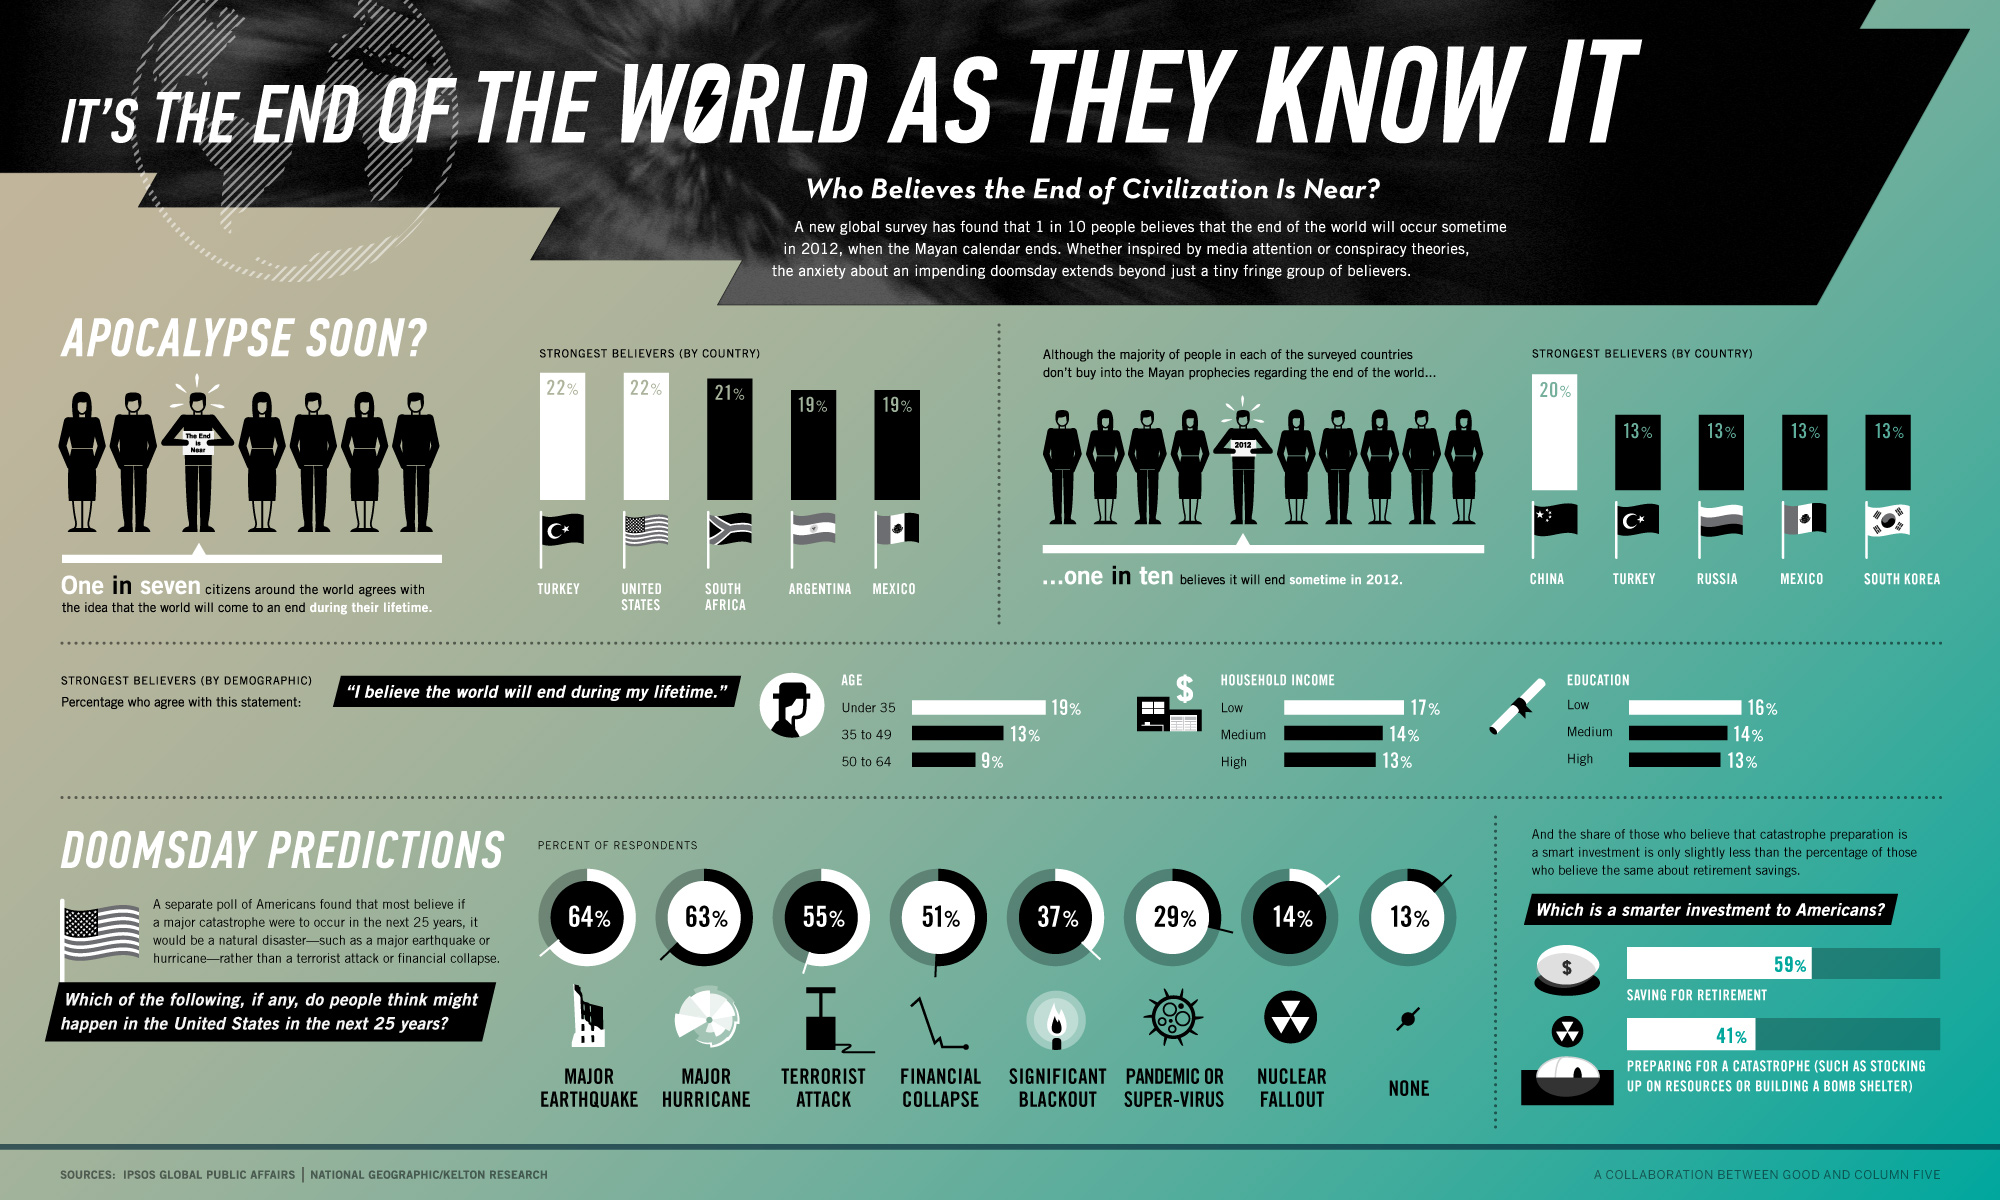 IT'S THE END OF THE WORLD AS THEY KNOW IT
Who Believes the End of Civilization Is Near?
A new global survey has found that 1 in 10 people believes that the end of the world will occur sometime
in 2012, when the Mayan calendar ends. Whether inspired by media attention or conspiracy theories,
the anxiety about an impending doomsday extends beyond just a tiny fringe group of believers.
APOCALYPSE SOON?
The End
is
Near
One in seven citizens around the world agrees with
the idea that the world will come to an end during their lifetime.
STRONGEST BELIEVERS (BY COUNTRY)
22% 22% 21% 19% 19%
TURKEY UNITED STATES SOUTH AFRICA ARGENTINA MEXICO
Although the majority of people in each of the surveyed countries
don't buy into the Mayan prophecies regarding the end of the world...
2012
...one in ten believes it will end sometime in 2012.
STRONGEST BELIEVERS (BY COUNTRY)
20% 13% 13% 13% 13%
CHINA TURKEY RUSSIA MEXICO SOUTH KOREA
STRONGEST BELIEVERS (BY DEMOGRAPHIC)
Percentage who agree with this statement:
"I believe the world will end during my lifetime."
AGE
Under 35 19%
35 to 49 13%
50 to 64 9%
$
HOUSEHOLD INCOME
Low 17%
Medium 14%
High 13%
EDUCATION
Low 16%
Medium 14%
High 13%
DOOMSDAY PREDICTIONS
A separate poll of Americans found that most believe if
a major catastrophe were to occur in the next 25 years, it
would be a natural disaster—such as a major earthquake or
hurricane—rather than a terrorist attack or financial collapse.
Which of the following, if any, do people think might
happen in the United States in the next 25 years?
PERCENT OF RESPONDENTS
64% 63% 55% 51% 37% 29% 14% 13%
MAJOR EARTHQUAKE
MAJOR HURRICANE
TERRORIST ATTACK
FINANCIAL COLLAPSE
SIGNIFICANT BLACKOUT
PANDEMIC OR SUPER-VIRUS
NUCLEAR FALLOUT
NONE
And the share of those who believe that catastrophe preparation is
a smart investment is only slightly less than the percentage of those
who believe the same about retirement savings.
Which is a smarter investment to Americans?
$
59%
SAVING FOR RETIREMENT
41%
PREPARING FOR A CATASTROPHE (SUCH AS STOCKING
UP ON RESOURCES OR BUILDING A BOMB SHELTER)
SOURCES: IPSOS GLOBAL PUBLIC AFFAIRS | NATIONAL GEOGRAPHIC/KELTON RESEARCH
A COLLABORATION BETWEEN GOOD AND COLUMN FIVE